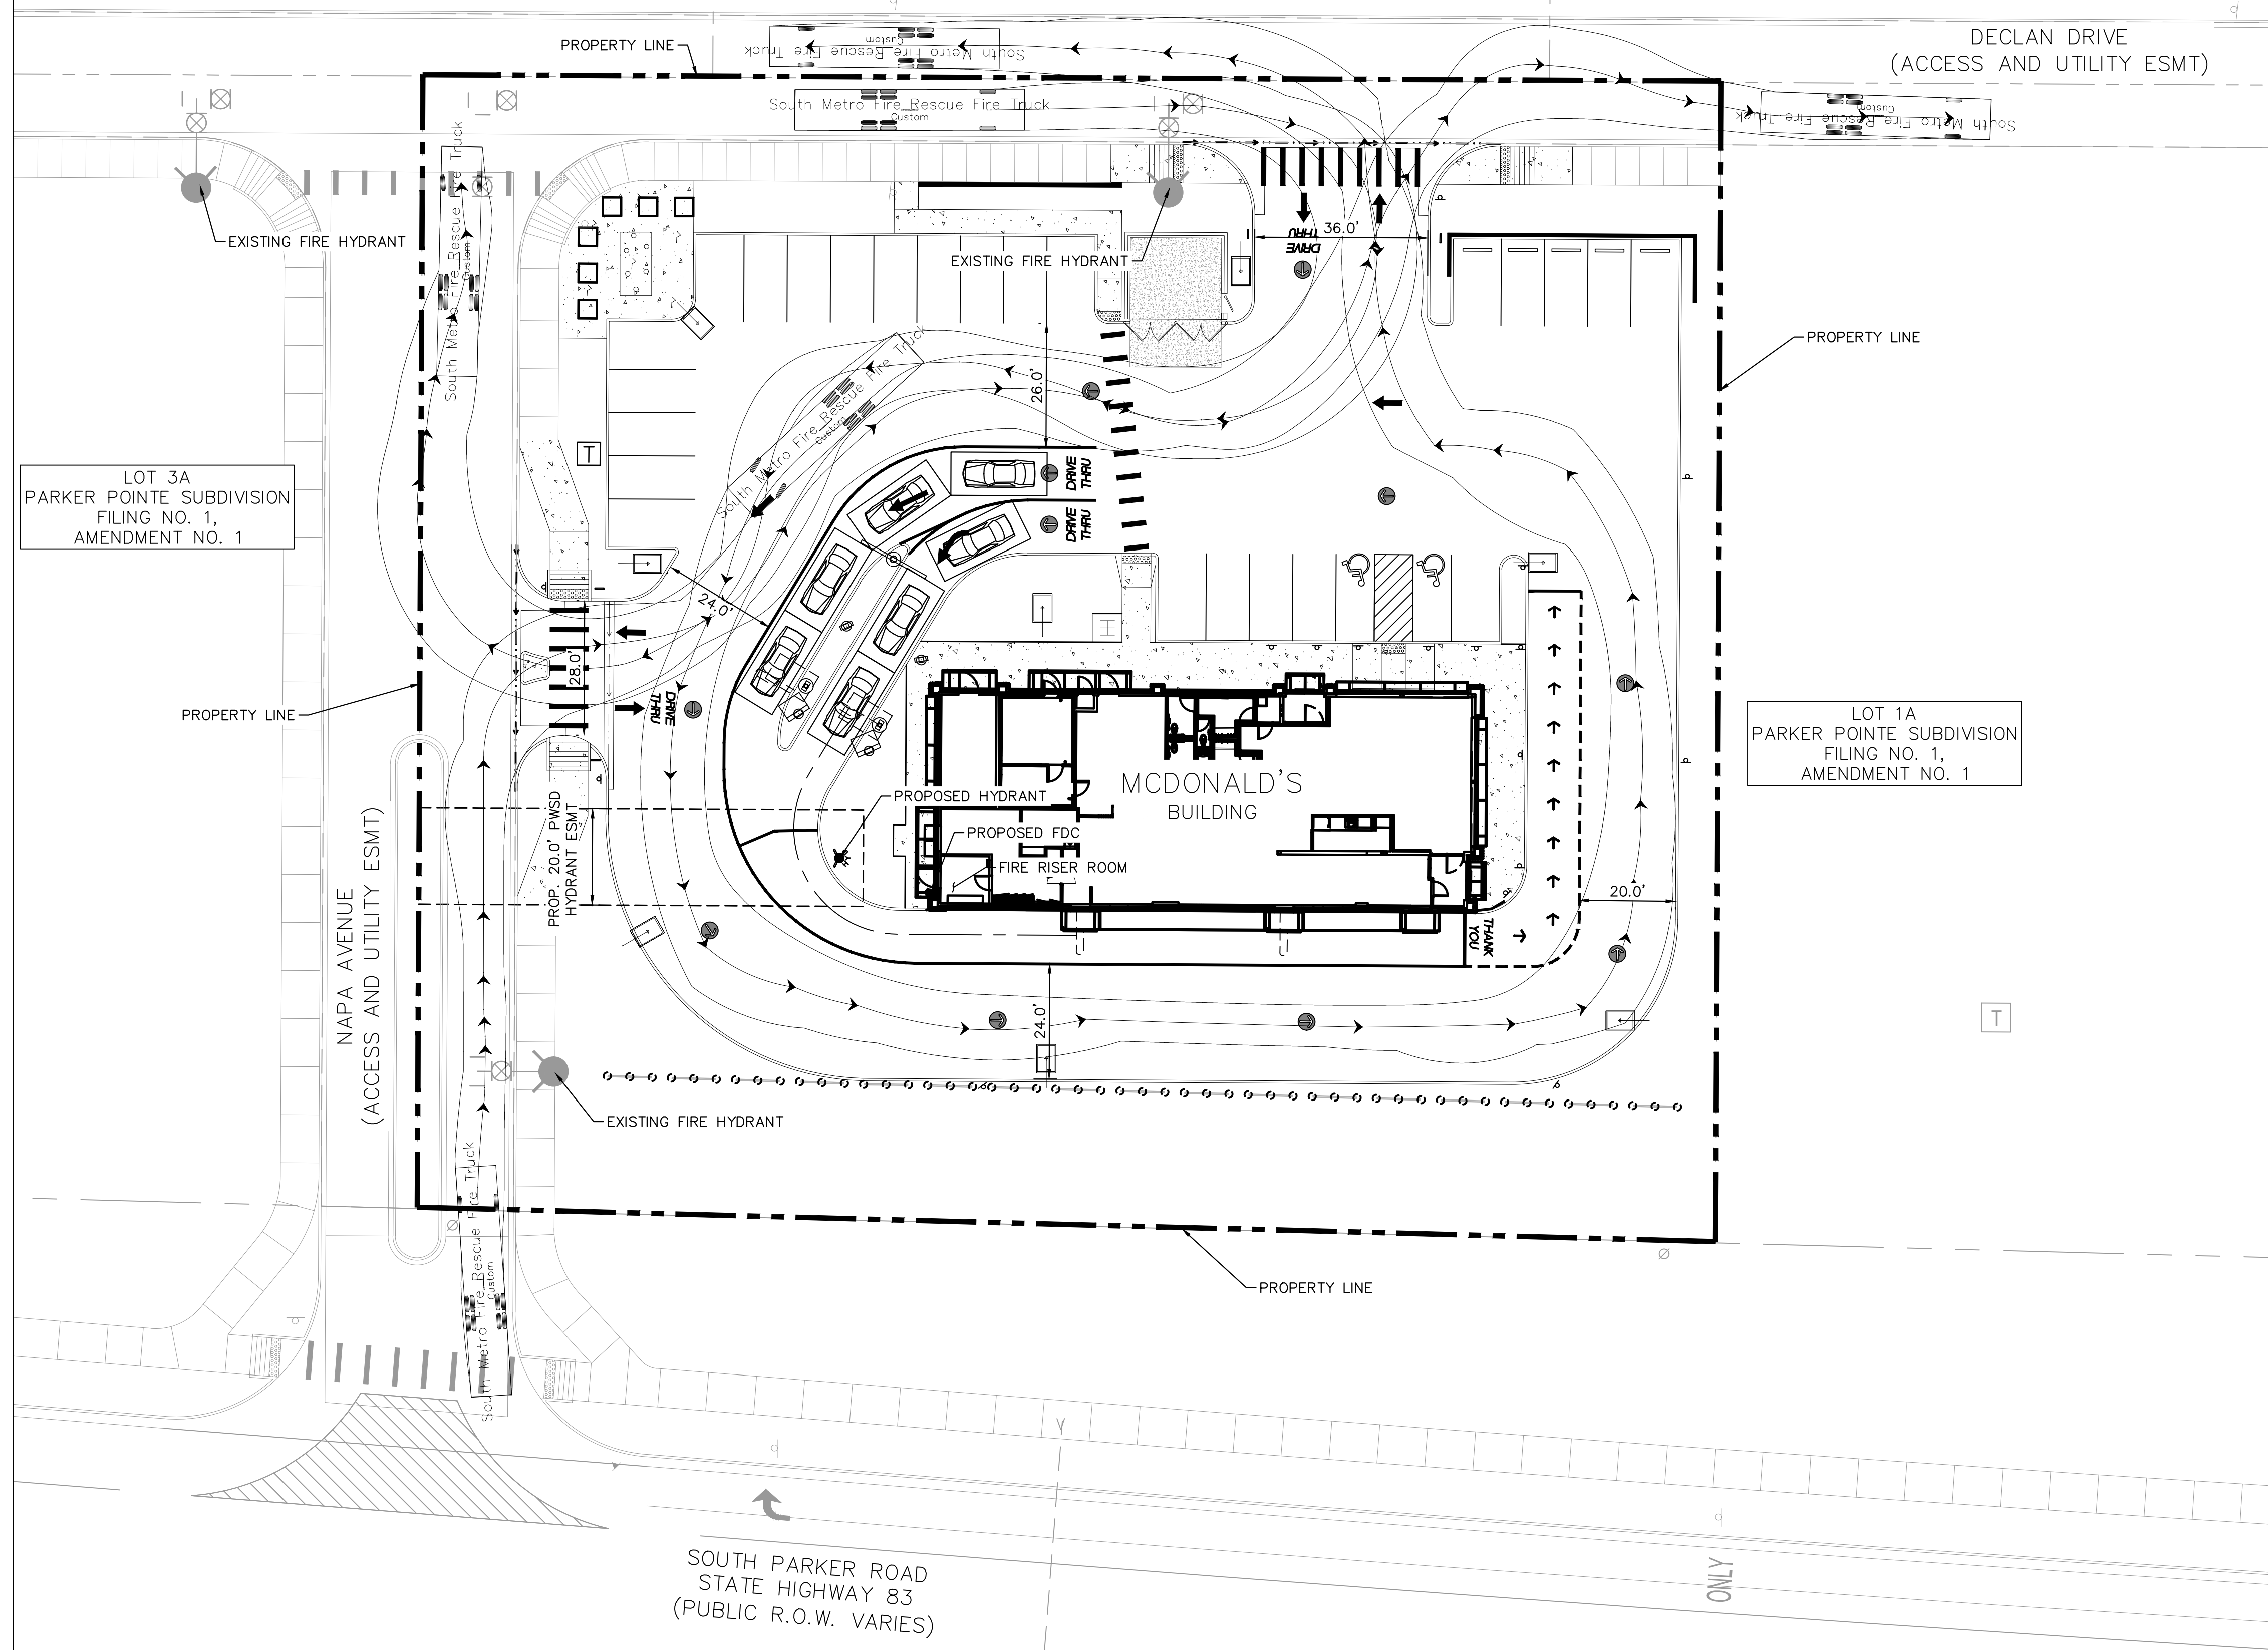 DECLAN DRIVE
(ACCESS AND UTILITY ESMT)
PROPERTY LINE
South Metro Fire Rescue Fire Truck
Custom
South Metro Fire Rescue Fire Truck
Custom
South Metro Fire Rescue Fire Truck
Custom
South Metro Fire Rescue Fire Truck
Custom
EXISTING FIRE HYDRANT
EXISTING FIRE HYDRANT
DRIVE
THRU
36.0'
PROPERTY LINE
26.0'
South Metro Fire Rescue Fire Truck
Custom
T
DRIVE
THRU
DRIVE
THRU
LOT 3A
PARKER POINTE SUBDIVISION
FILING NO. 1,
AMENDMENT NO. 1
24.0'
H
28.0'
DRIVE
THRU
PROPERTY LINE
LOT 1A
PARKER POINTE SUBDIVISION
FILING NO. 1,
AMENDMENT NO. 1
MCDONALD'S
BUILDING
PROPOSED HYDRANT
PROPOSED FDC
FIRE RISER ROOM
PROP. 20.0' PWSD
HYDRANT ESMT
20.0'
THANK
YOU
NAPA AVENUE
(ACCESS AND UTILITY ESMT)
24.0'
T
EXISTING FIRE HYDRANT
South Metro Fire Rescue Fire Truck
Custom
PROPERTY LINE
SOUTH PARKER ROAD
STATE HIGHWAY 83
(PUBLIC R.O.W. VARIES)
ONLY